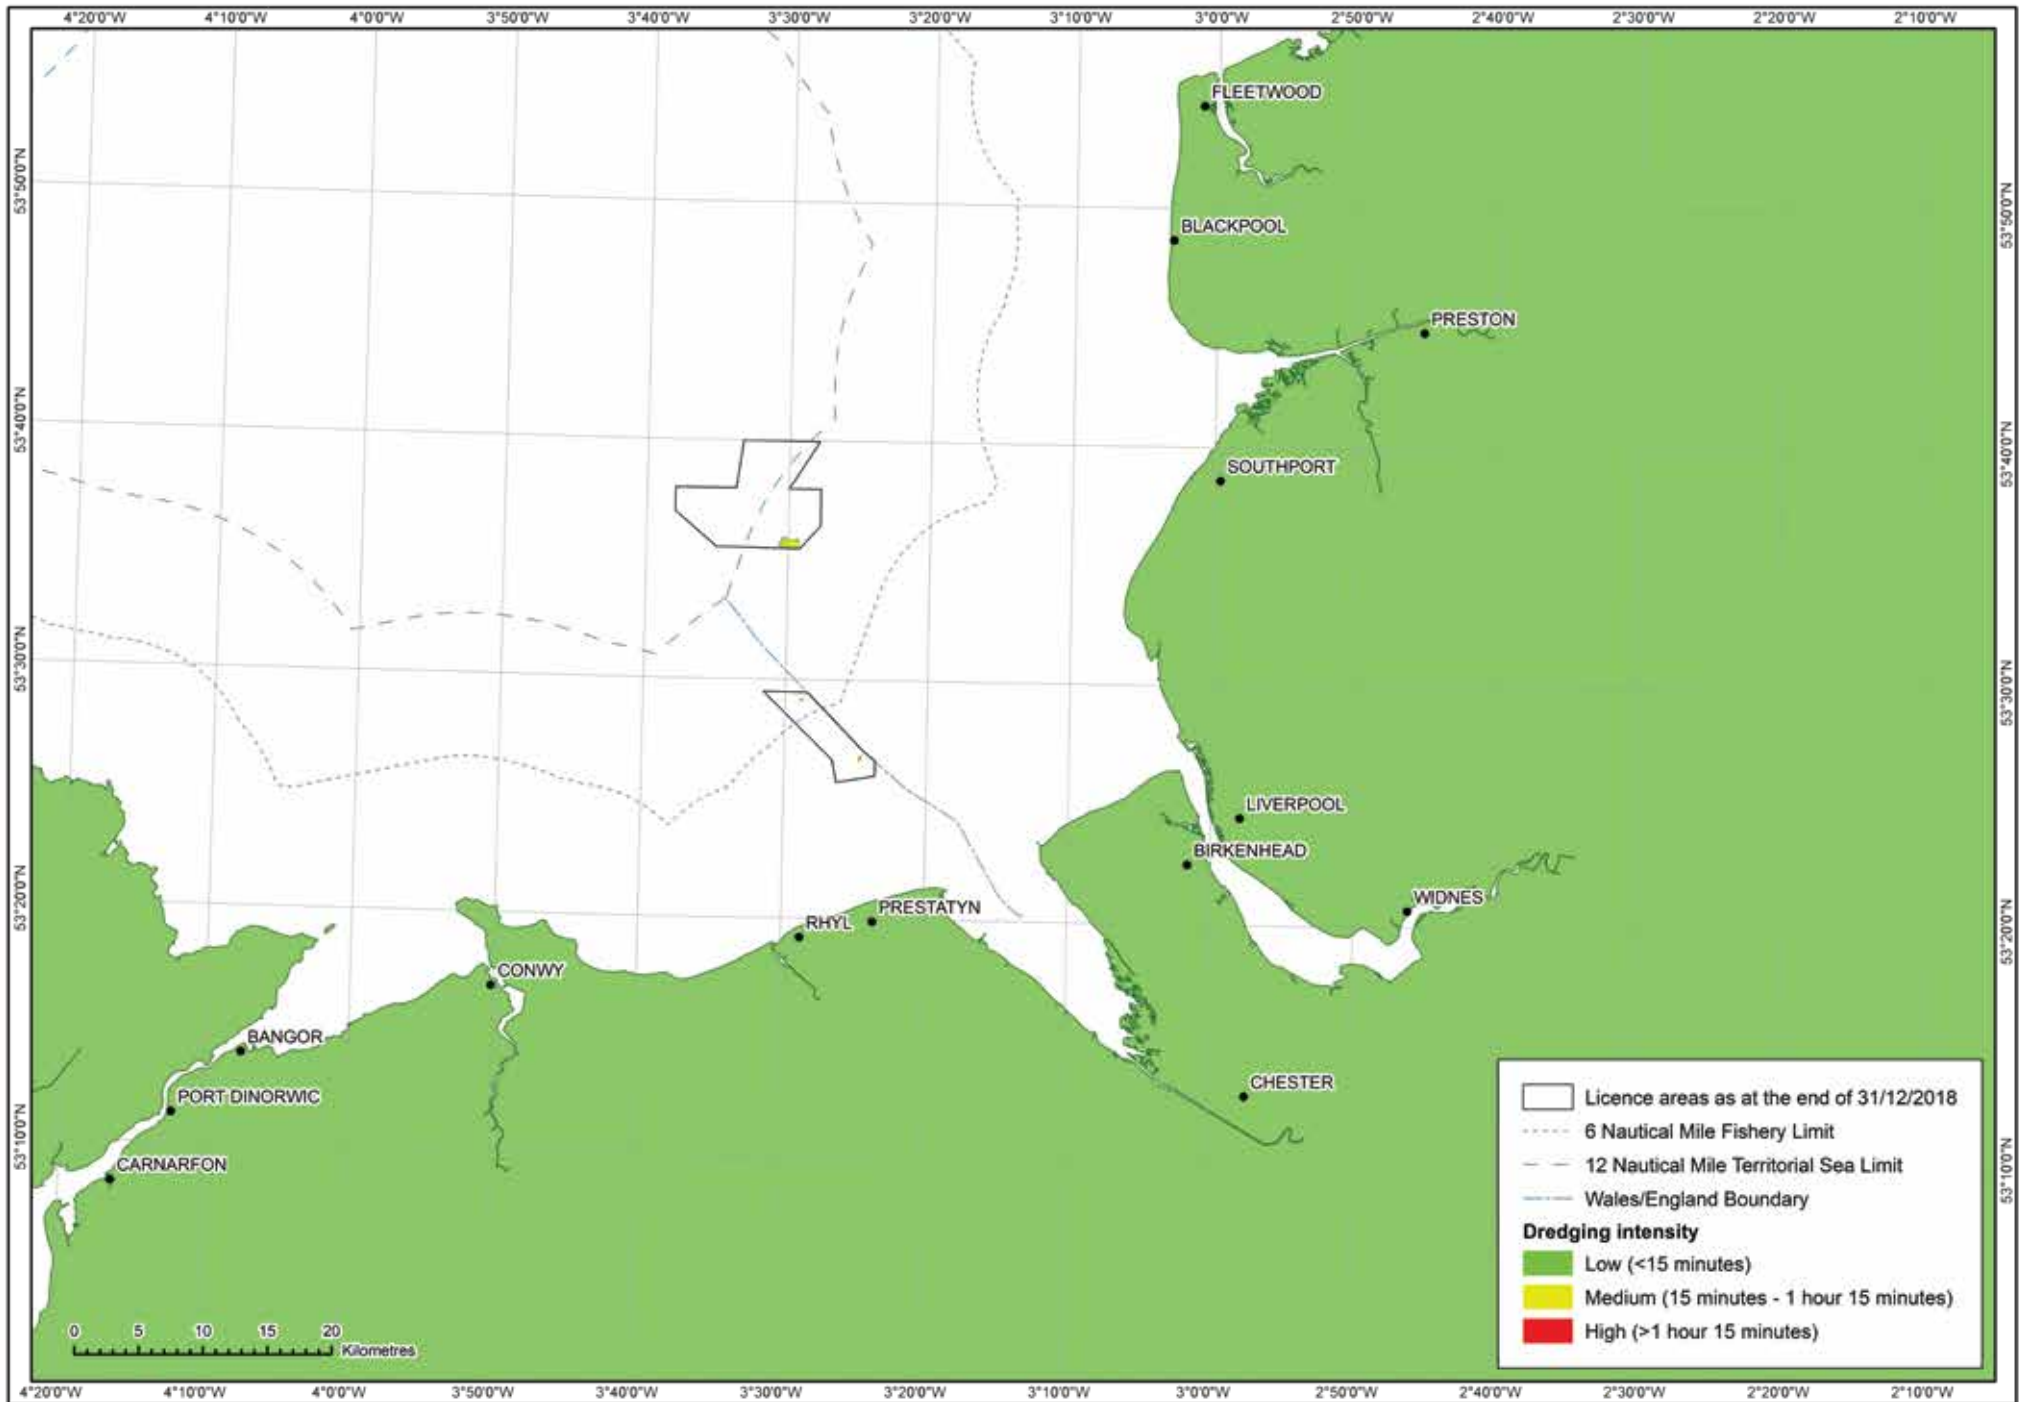 4°20'0"W 4°10'0"W 4°0'0"W 3°50'0"W 3°40'0"W 3°30'0"W 3°20'0"W 3°10'0"W 3°0'0"W 2°50'0"W 2°40'0"W 2°30'0"W 2°20'0"W 2°10'0"W
FLEETWOOD
53°50'0"N
53°50'0"N
BLACKPOOL
PRESTON
53°40'0"N
53°40'0"N
SOUTHPORT
53°30'0"N
53°30'0"N
LIVERPOOL
BIRKENHEAD
WIDNES
53°20'0"N
53°20'0"N
PRESTATYN
RHYL
CONWY
BANGOR
PORT DINORWIC
CHESTER
53°10'0"N
53°10'0"N
CARNARFON
Licence areas as at the end of 31/12/2018
6 Nautical Mile Fishery Limit
12 Nautical Mile Territorial Sea Limit
Wales/England Boundary
Dredging intensity
Low (<15 minutes)
Medium (15 minutes - 1 hour 15 minutes)
High (>1 hour 15 minutes)
0 5 10 15 20
Kilometres
4°20'0"W 4°10'0"W 4°0'0"W 3°50'0"W 3°40'0"W 3°30'0"W 3°20'0"W 3°10'0"W 3°0'0"W 2°50'0"W 2°40'0"W 2°30'0"W 2°20'0"W 2°10'0"W